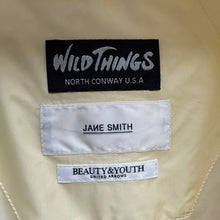 WILD THINGS
NORTH CONWAY U.S.A
JANE SMITH
BEAUTY&YOUTH
UNITED ARROWS